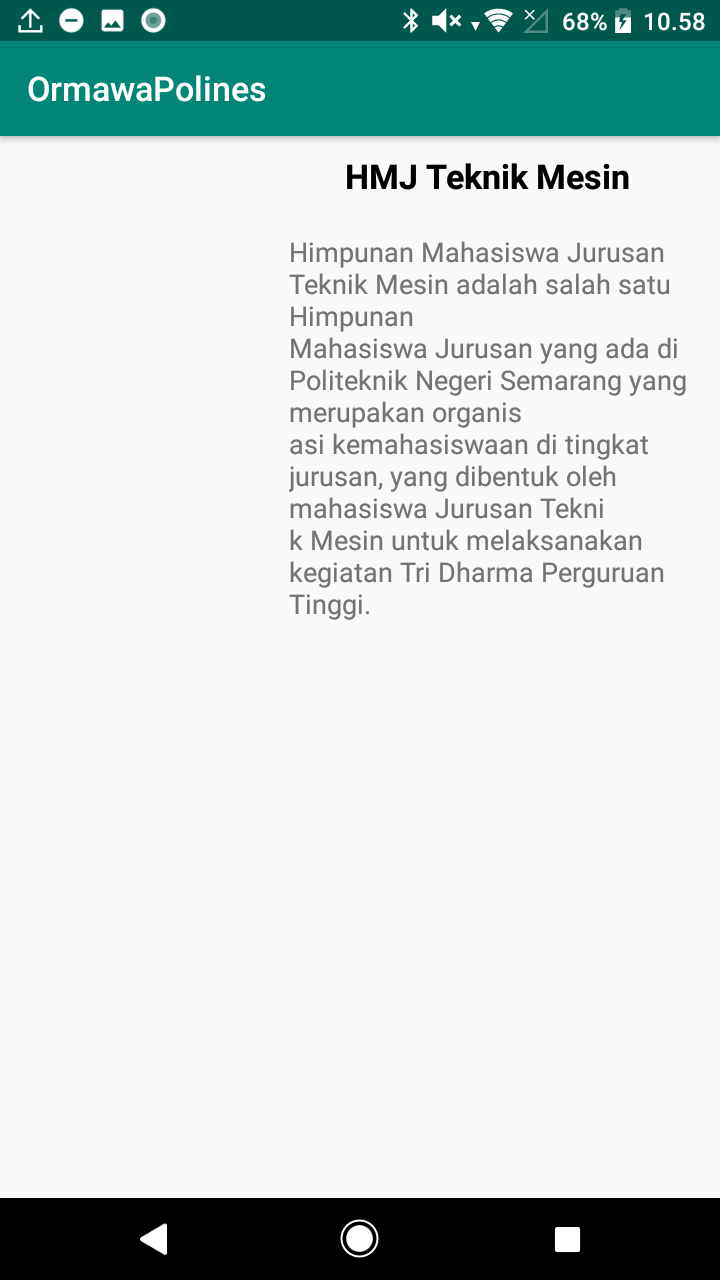 68% 10.58
OrmawaPolines
HMJ Teknik Mesin
Himpunan Mahasiswa Jurusan
Teknik Mesin adalah salah satu
Himpunan
Mahasiswa Jurusan yang ada di
Politeknik Negeri Semarang yang
merupakan organis
asi kemahasiswaan di tingkat
jurusan, yang dibentuk oleh
mahasiswa Jurusan Tekni
k Mesin untuk melaksanakan
kegiatan Tri Dharma Perguruan
Tinggi.